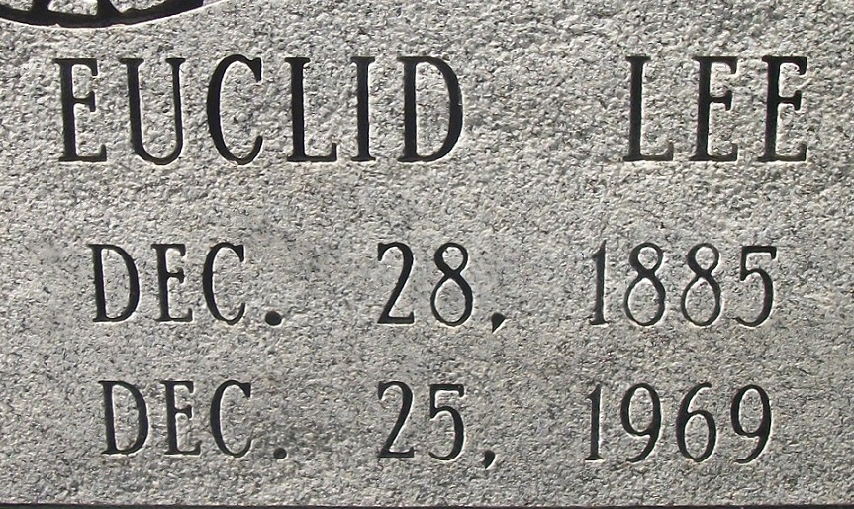 EUCLID LEE
DEC. 28, 1885
DEC. 25, 1969